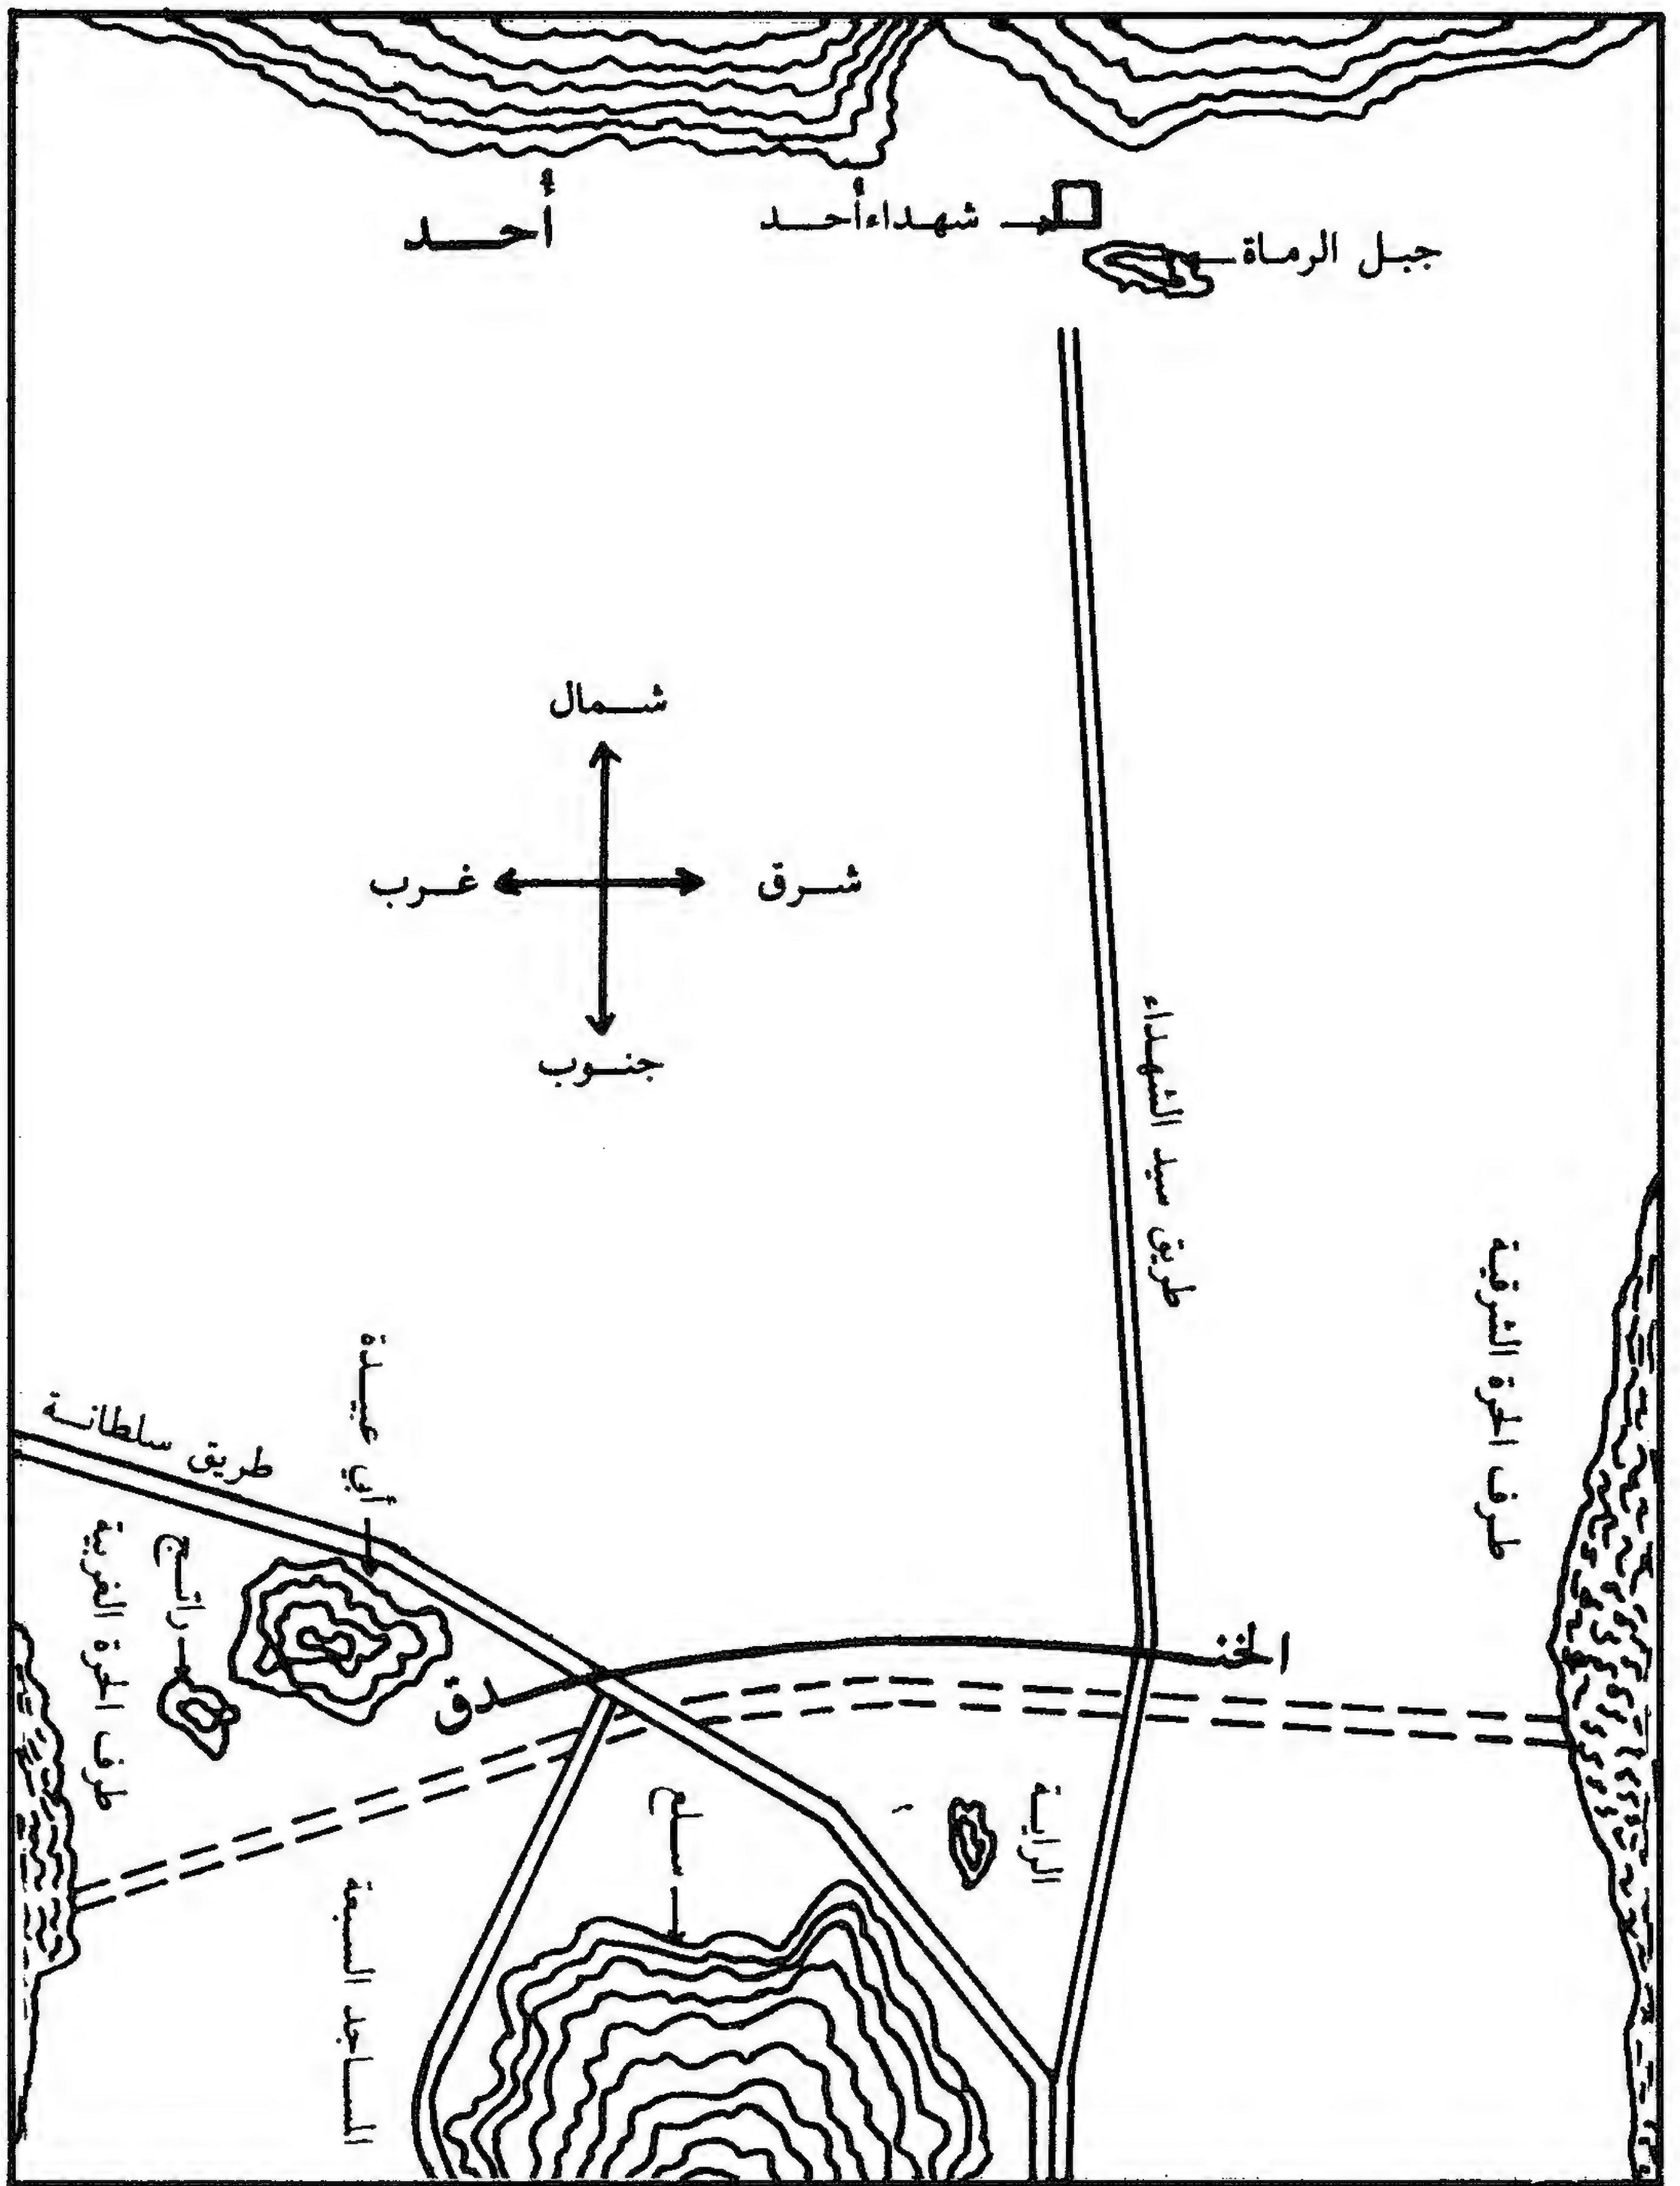 أحد
شهداء أحد
جبل الرماة
شمال
شرق
غرب
جنوب
طريق سيد الشهداء
طرف الحرة الشرقية
أبي عبيدة
طريق سلطانة
راتج
طرف الحرة الغربية
الخندق
الراية
سلع
المساجد السبعة